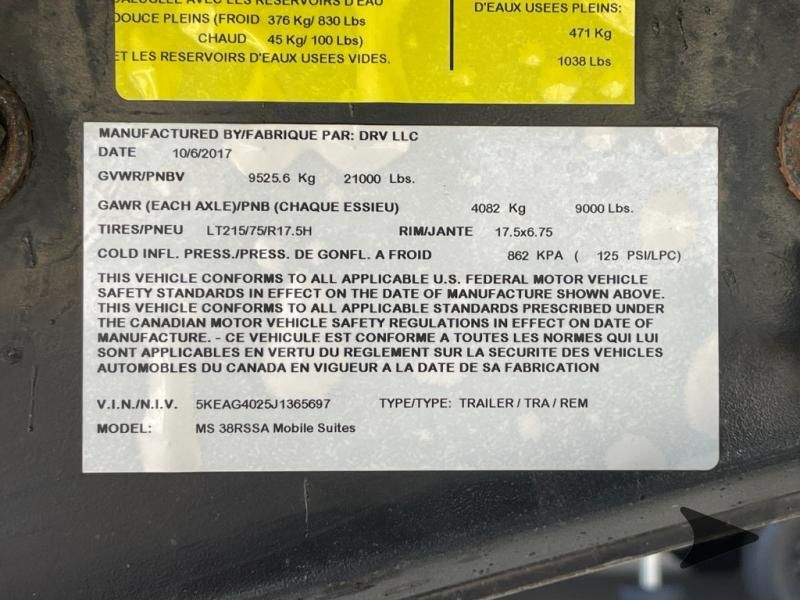 DOUCE PLEINS (FROID 376 Kg/ 830 Lbs
CHAUD 45 Kg/ 100 Lbs)
ET LES RESERVOIRS D'EAUX USEES VIDES.
D'EAUX USEES PLEINS:
471 Kg
1038 Lbs
MANUFACTURED BY/FABRIQUE PAR: DRV LLC
DATE 10/6/2017
GVWR/PNBV 9525.6 Kg 21000 Lbs.
GAWR (EACH AXLE)/PNB (CHAQUE ESSIEU) 4082 Kg 9000 Lbs.
TIRES/PNEU LT215/75/R17.5H RIM/JANTE 17.5x6.75
COLD INFL. PRESS./PRESS. DE GONFL. A FROID 862 KPA ( 125 PSI/LPC)
THIS VEHICLE CONFORMS TO ALL APPLICABLE U.S. FEDERAL MOTOR VEHICLE
SAFETY STANDARDS IN EFFECT ON THE DATE OF MANUFACTURE SHOWN ABOVE.
THIS VEHICLE CONFORMS TO ALL APPLICABLE STANDARDS PRESCRIBED UNDER
THE CANADIAN MOTOR VEHICLE SAFETY REGULATIONS IN EFFECT ON DATE OF
MANUFACTURE. - CE VEHICULE EST CONFORME A TOUTES LES NORMES QUI LUI
SONT APPLICABLES EN VERTU DU REGLEMENT SUR LA SECURITE DES VEHICLES
AUTOMOBILES DU CANADA EN VIGUEUR A LA DATE DE SA FABRICATION
V.I.N./N.I.V. 5KEAG4025J1365697 TYPE/TYPE: TRAILER / TRA / REM
MODEL: MS 38RSSA Mobile Suites